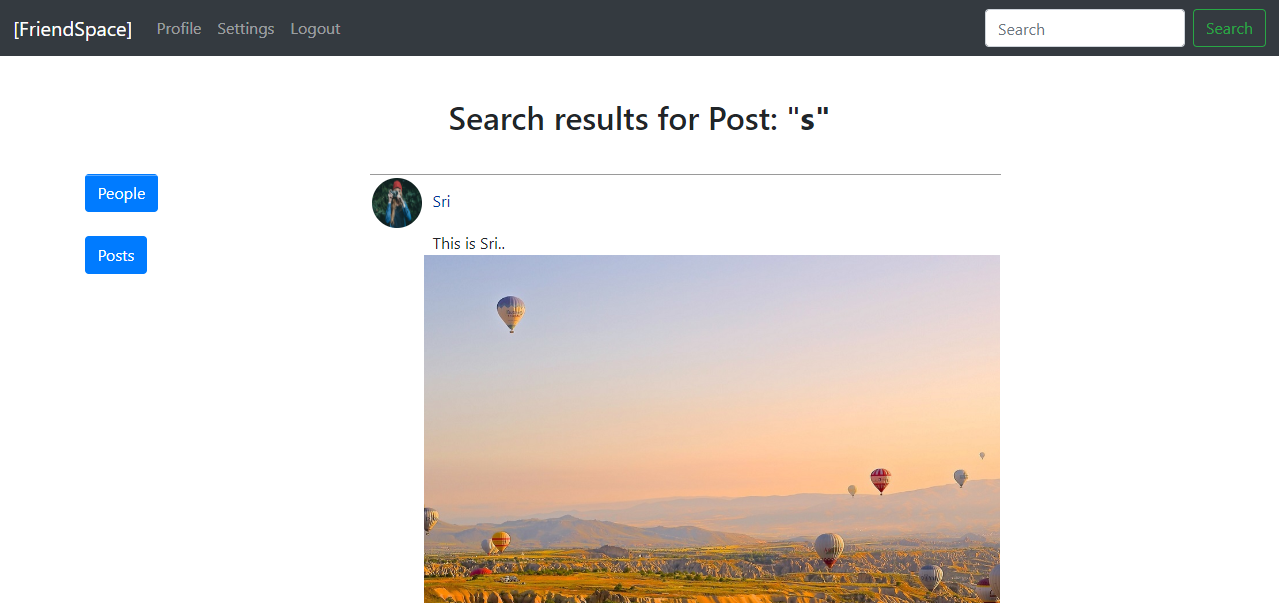 [FriendSpace] Profile Settings Logout Search Search
Search results for Post: "s"
People
Posts
Sri
This is Sri..